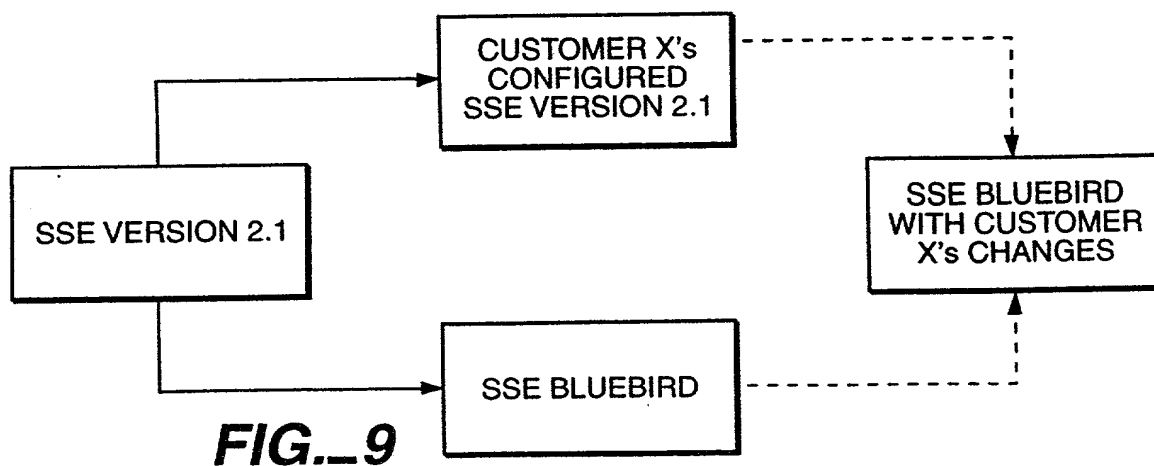 CUSTOMER X's
CONFIGURED
SSE VERSION 2.1
SSE VERSION 2.1
SSE BLUEBIRD
WITH CUSTOMER
X's CHANGES
SSE BLUEBIRD
FIG._9